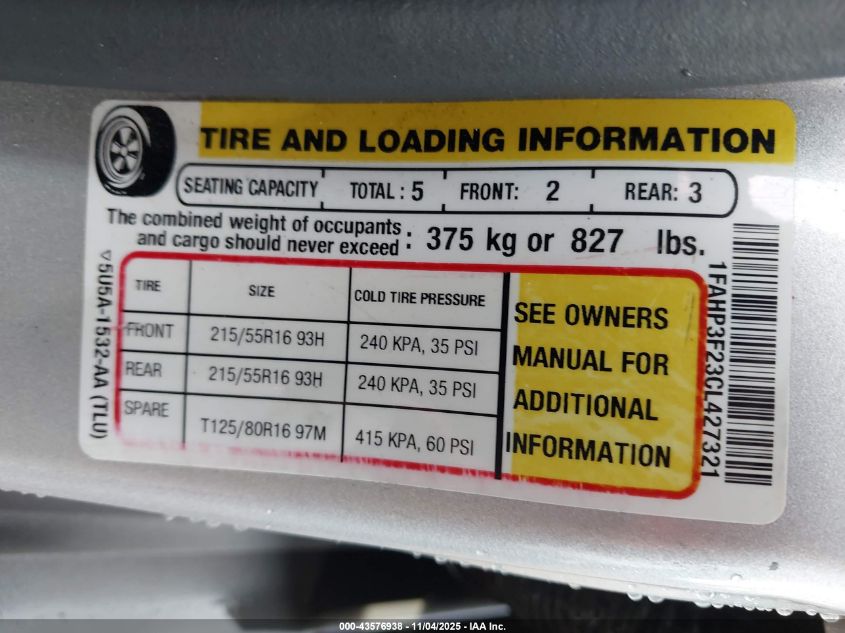 TIRE AND LOADING INFORMATION
SEATING CAPACITY TOTAL : 5 FRONT: 2 REAR: 3
The combined weight of occupants
and cargo should never exceed : 375 kg or 827 lbs.
TIRE SIZE COLD TIRE PRESSURE
FRONT 215/55R16 93H 240 KPA, 35 PSI
REAR 215/55R16 93H 240 KPA, 35 PSI
SPARE T125/80R16 97M 415 KPA, 60 PSI
SEE OWNERS
MANUAL FOR
ADDITIONAL
INFORMATION
5U5A-1532-AA (TLU)
1FAHP3F23CL427321
000-43576938 - 11/04/2025 - IAA Inc.